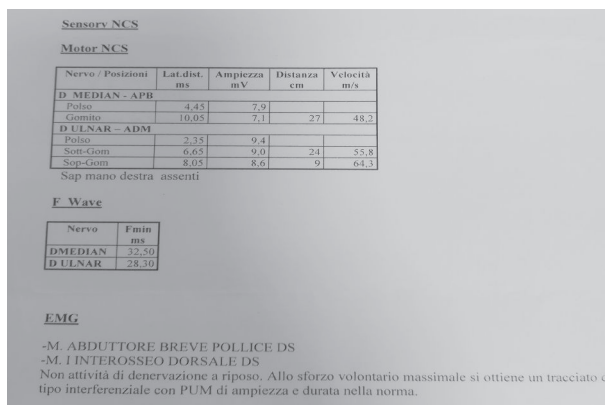 Sensory NCS
Motor NCS
Nervo / Posizioni Lat.dist. ms Ampiezza mV Distanza cm Velocità m/s
D MEDIAN - APB
Polso 4,45 7,9
Gomito 10,05 7,1 27 48,2
D ULNAR – ADM
Polso 2,35 9,4
Sott-Gom 6,65 9,0 24 55,8
Sop-Gom 8,05 8,6 9 64,3
Sap mano destra assenti
F Wave
Nervo Fmin ms
DMEDIAN 32,50
D ULNAR 28,30
EMG
-M. ABDUTTORE BREVE POLLICE DS
-M. I INTEROSSEO DORSALE DS
Non attività di denervazione a riposo. Allo sforzo volontario massimale si ottiene un tracciato
tipo interferenziale con PUM di ampiezza e durata nella norma.